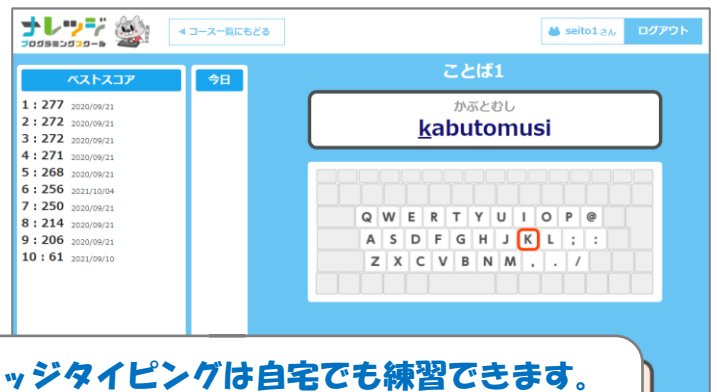 ナレッジ
プログラミングスクール
◀ コース一覧にもどる
seito1 さん
ログアウト
ベストスコア
今日
1 : 277 2020/09/21
2 : 272 2020/09/21
3 : 272 2020/09/21
4 : 271 2020/09/21
5 : 268 2020/09/21
6 : 256 2021/10/04
7 : 250 2020/09/21
8 : 214 2020/09/21
9 : 206 2020/09/21
10 : 61 2021/09/10
ことば1
かぶとむし
kabutomusi
Q W E R T Y U I O P @
A S D F G H J K L ; :
Z X C V B N M , . /
ッジタイピングは自宅でも練習できます。